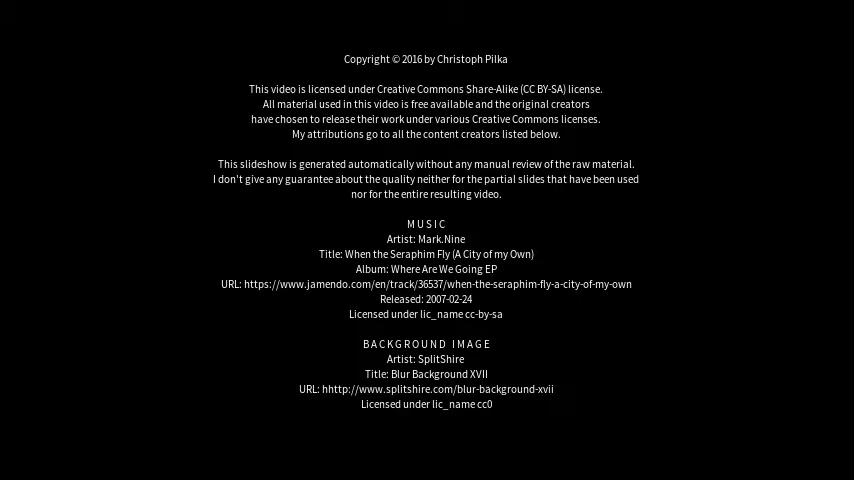 Copyright © 2016 by Christoph Pilka
This video is licensed under Creative Commons Share-Alike (CC BY-SA) license.
All material used in this video is free available and the original creators
have chosen to release their work under various Creative Commons licenses.
My attributions go to all the content creators listed below.
This slideshow is generated automatically without any manual review of the raw material.
I don't give any guarantee about the quality neither for the partial slides that have been used
nor for the entire resulting video.
MUSIC
Artist: Mark.Nine
Title: When the Seraphim Fly (A City of my Own)
Album: Where Are We Going EP
URL: https://www.jamendo.com/en/track/36537/when-the-seraphim-fly-a-city-of-my-own
Released: 2007-02-24
Licensed under lic_name cc-by-sa
BACKGROUND IMAGE
Artist: SplitShire
Title: Blur Background XVII
URL: hhttp://www.splitshire.com/blur-background-xvii
Licensed under lic_name cc0